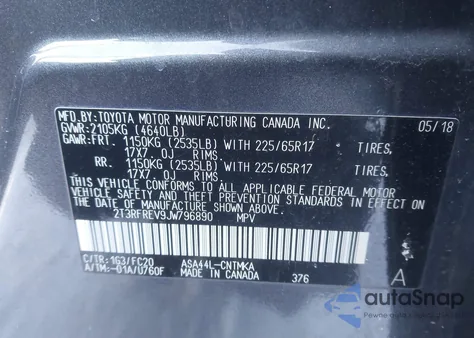 MFD.BY:TOYOTA MOTOR MANUFACTURING CANADA INC. 05/18
GVWR:2105KG (4640LB)
GAWR:FRT. 1150KG (2535LB) WITH 225/65R17 TIRES,
17X7.0J RIMS.
RR. 1150KG (2535LB) WITH 225/65R17 TIRES,
17X7.0J RIMS.
THIS VEHICLE CONFORMS TO ALL APPLICABLE FEDERAL MOTOR
VEHICLE SAFETY AND THEFT PREVENTION STANDARDS IN EFFECT ON
THE DATE OF MANUFACTURE SHOWN ABOVE.
2T3RFREV9JW796890 MPV
C/TR:1G3/FC20 ASA44L-CNTMKA A
A/TM:-01A/U760F MADE IN CANADA 376
AutoSnap
www.AutoSnap.com